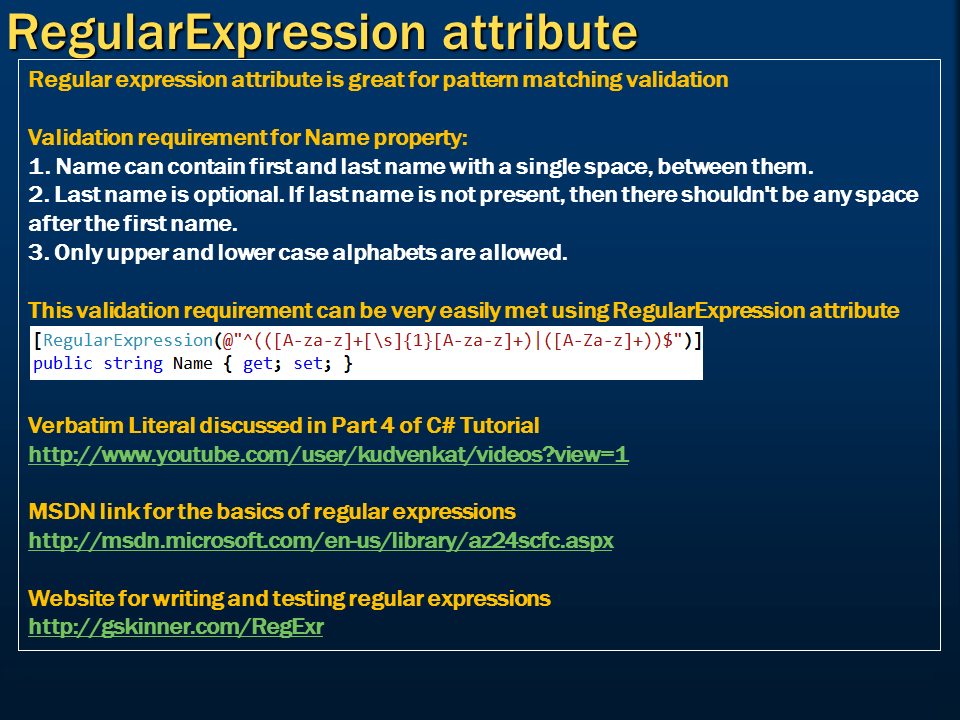 RegularExpression attribute
Regular expression attribute is great for pattern matching validation
Validation requirement for Name property:
1. Name can contain first and last name with a single space, between them.
2. Last name is optional. If last name is not present, then there shouldn't be any space
after the first name.
3. Only upper and lower case alphabets are allowed.
This validation requirement can be very easily met using RegularExpression attribute
[RegularExpression(@"^(([A-za-z]+[\s]{1}[A-za-z]+)|([A-Za-z]+))$")]
public string Name { get; set; }
Verbatim Literal discussed in Part 4 of C# Tutorial
http://www.youtube.com/user/kudvenkat/videos?view=1
MSDN link for the basics of regular expressions
http://msdn.microsoft.com/en-us/library/az24scfc.aspx
Website for writing and testing regular expressions
http://gskinner.com/RegExr